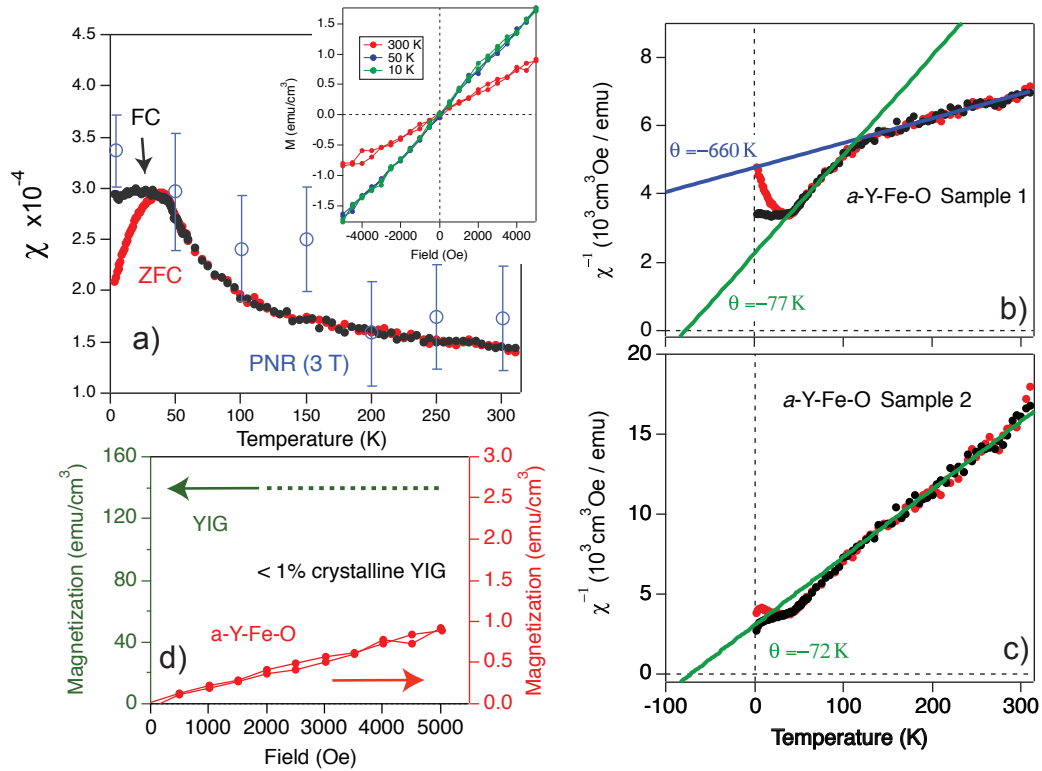 a)
4.5
4.0
3.5
3.0
2.5
2.0
1.5
1.0
χ x10⁻⁴
FC
ZFC
PNR (3 T)
0
50
100
150
200
250
300
Temperature (K)
1.5
1.0
0.5
0.0
-0.5
-1.0
-1.5
M (emu/cm³)
300 K
50 K
10 K
-4000
-2000
0
2000
4000
Field (Oe)
8
6
4
2
0
χ⁻¹ (10³cm³Oe / emu)
θ=−660 K
a-Y-Fe-O Sample 1
θ=−77 K
b)
160
120
80
40
0
Magnetization (emu/cm³)
YIG
< 1% crystalline YIG
a-Y-Fe-O
d)
3.0
2.5
2.0
1.5
1.0
0.5
0.0
Magnetization (emu/cm³)
0
1000
2000
3000
4000
5000
Field (Oe)
20
15
10
5
0
χ⁻¹ (10³cm³Oe / emu)
a-Y-Fe-O Sample 2
θ=−72 K
c)
-100
0
100
200
300
Temperature (K)